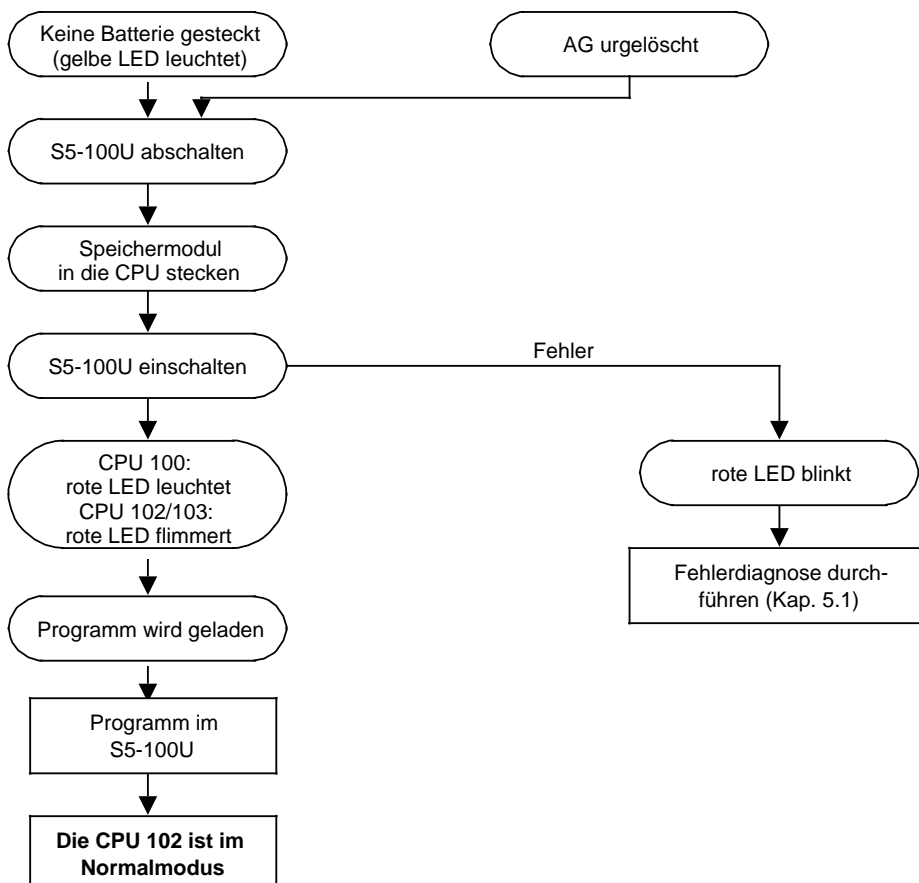 Keine Batterie gesteckt
(gelbe LED leuchtet)
AG urgelöscht
S5-100U abschalten
Speichermodul
in die CPU stecken
S5-100U einschalten
Fehler
CPU 100:
rote LED leuchtet
CPU 102/103:
rote LED flimmert
rote LED blinkt
Fehlerdiagnose durch-
führen (Kap. 5.1)
Programm wird geladen
Programm im
S5-100U
Die CPU 102 ist im
Normalmodus